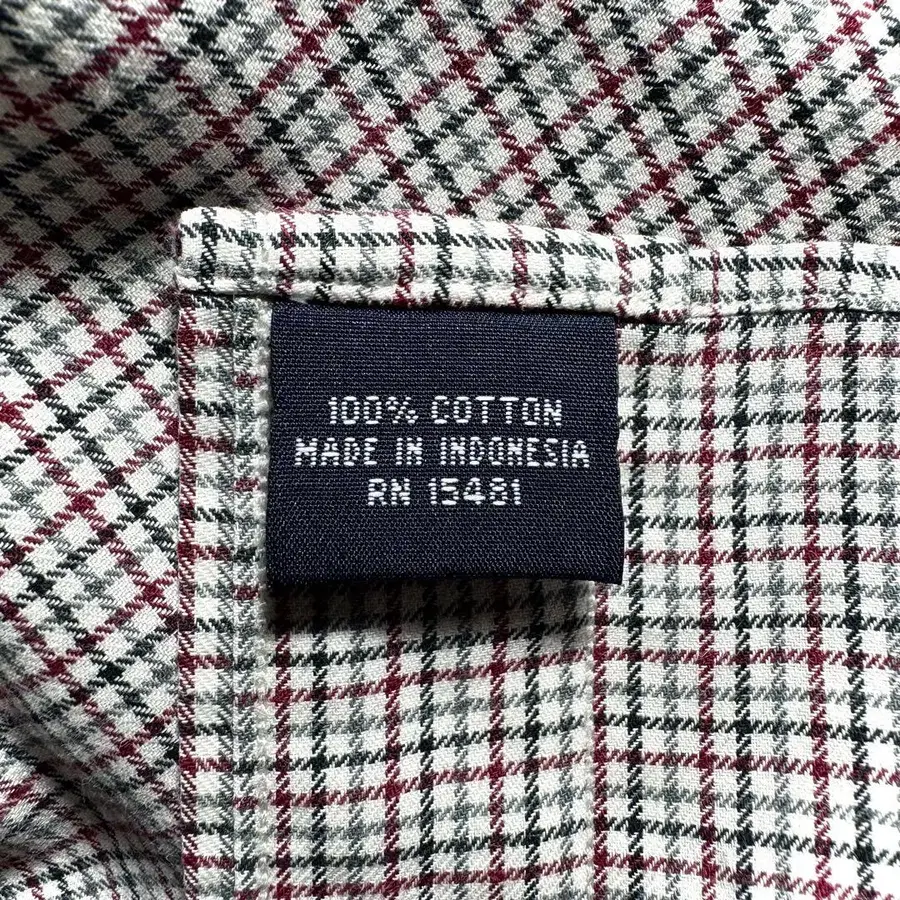 100% COTTON
MADE IN INDONESIA
RN 15481